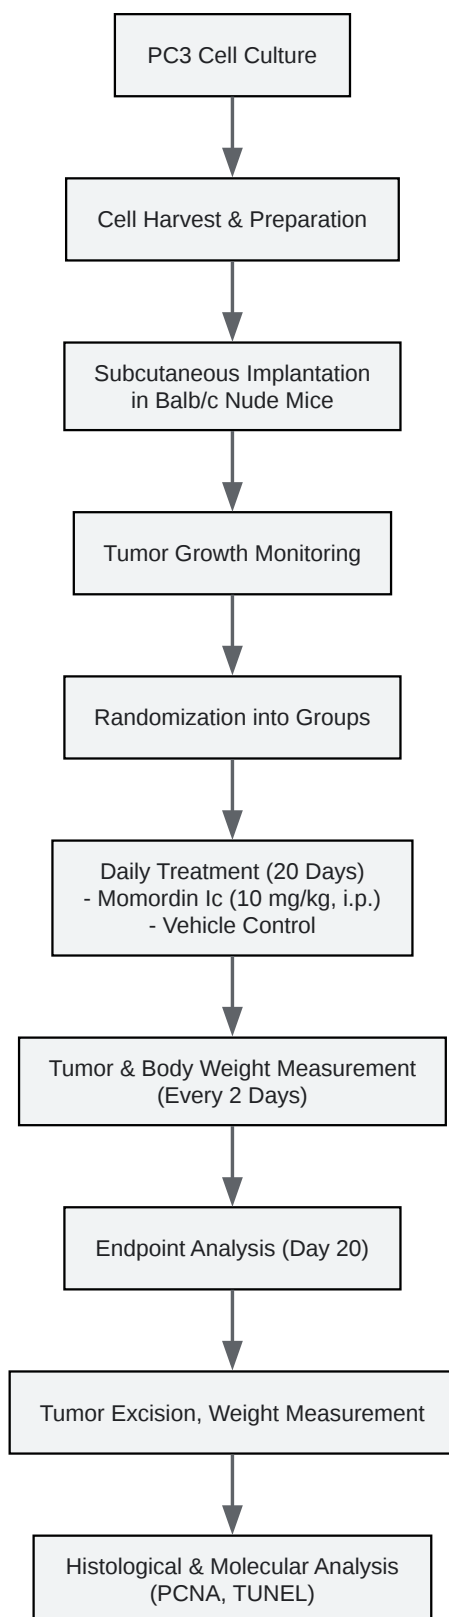 PC3 Cell Culture
Cell Harvest & Preparation
Subcutaneous Implantation
in Balb/c Nude Mice
Tumor Growth Monitoring
Randomization into Groups
Daily Treatment (20 Days)
- Momordin Ic (10 mg/kg, i.p.)
- Vehicle Control
Tumor & Body Weight Measurement
(Every 2 Days)
Endpoint Analysis (Day 20)
Tumor Excision, Weight Measurement
Histological & Molecular Analysis
(PCNA, TUNEL)